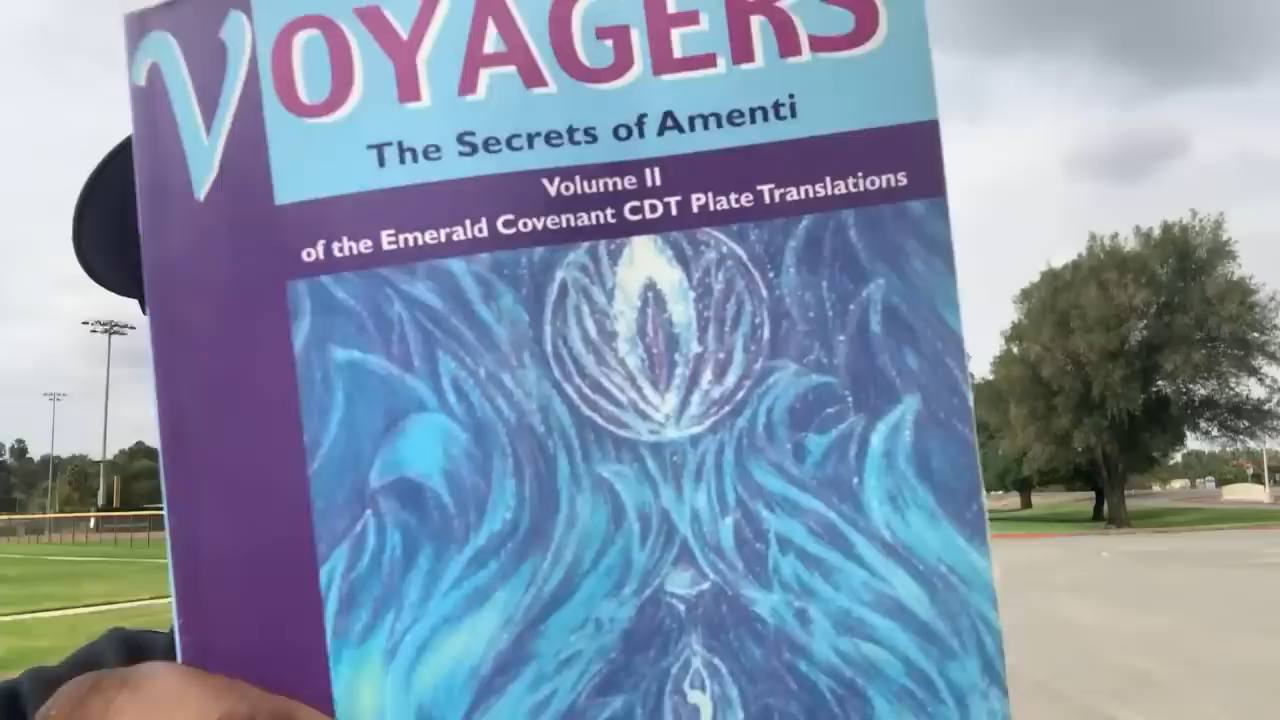 VOYAGERS
The Secrets of Amenti
Volume II
of the Emerald Covenant CDT Plate Translations